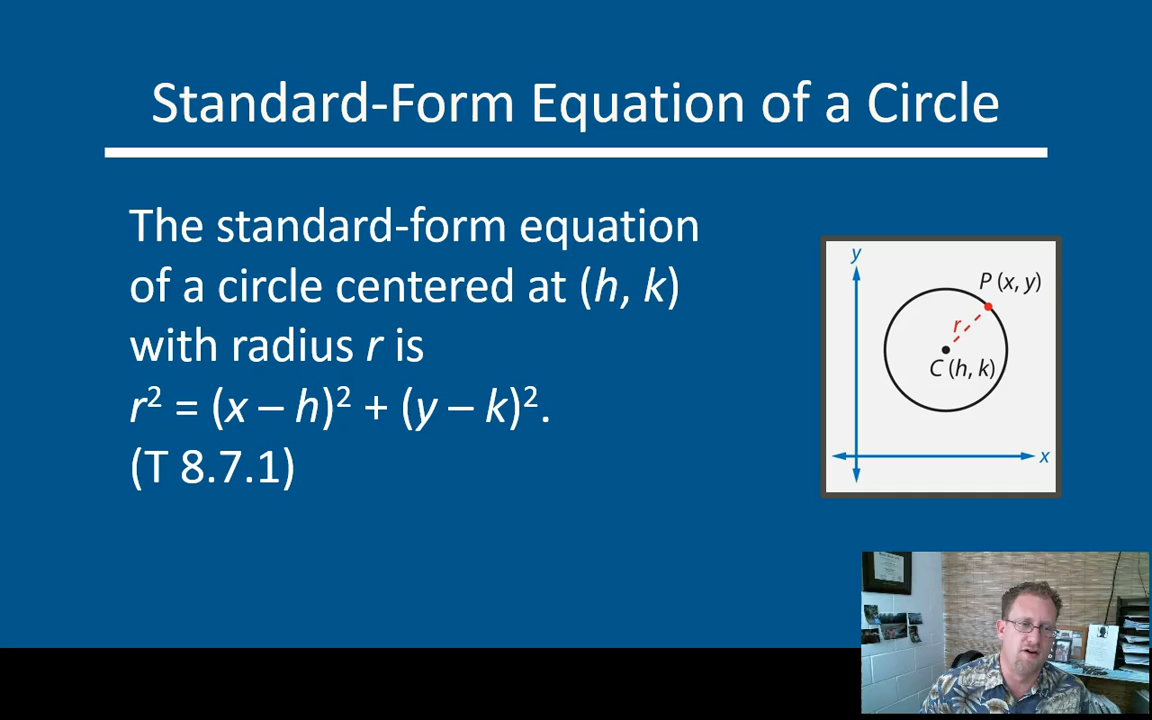 Standard-Form Equation of a Circle
The standard-form equation
of a circle centered at (h, k)
with radius r is
r² = (x – h)² + (y – k)².
(T 8.7.1)
y
P (x, y)
r
C (h, k)
x